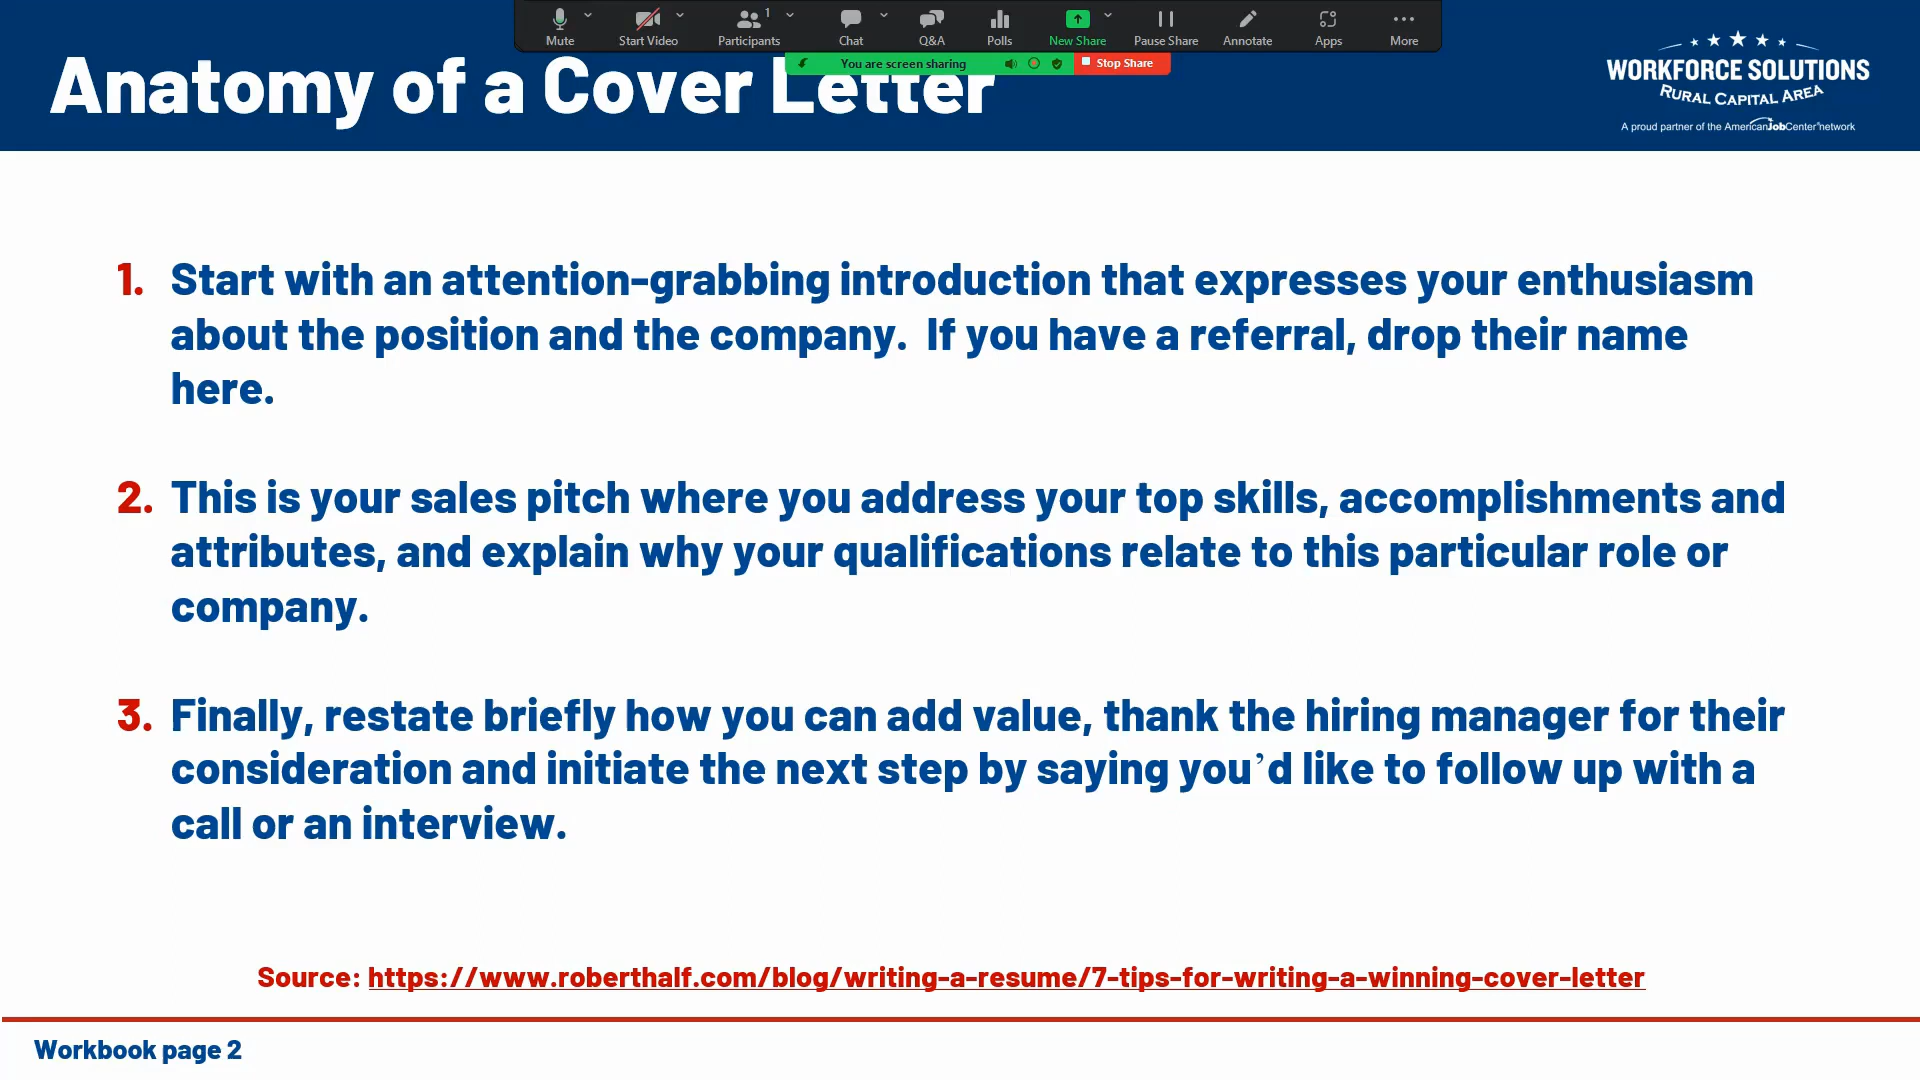 Mute
Start Video
Participants
1
Chat
Q&A
Polls
New Share
Pause Share
Annotate
Apps
More
You are screen sharing
Stop Share
Anatomy of a Cover Letter
WORKFORCE SOLUTIONS
RURAL CAPITAL AREA
A proud partner of the AmericanJobCenter®network
1. Start with an attention-grabbing introduction that expresses your enthusiasm
about the position and the company.  If you have a referral, drop their name
here.
2. This is your sales pitch where you address your top skills, accomplishments and
attributes, and explain why your qualifications relate to this particular role or
company.
3. Finally, restate briefly how you can add value, thank the hiring manager for their
consideration and initiate the next step by saying you’d like to follow up with a
call or an interview.
Source: https://www.roberthalf.com/blog/writing-a-resume/7-tips-for-writing-a-winning-cover-letter
Workbook page 2